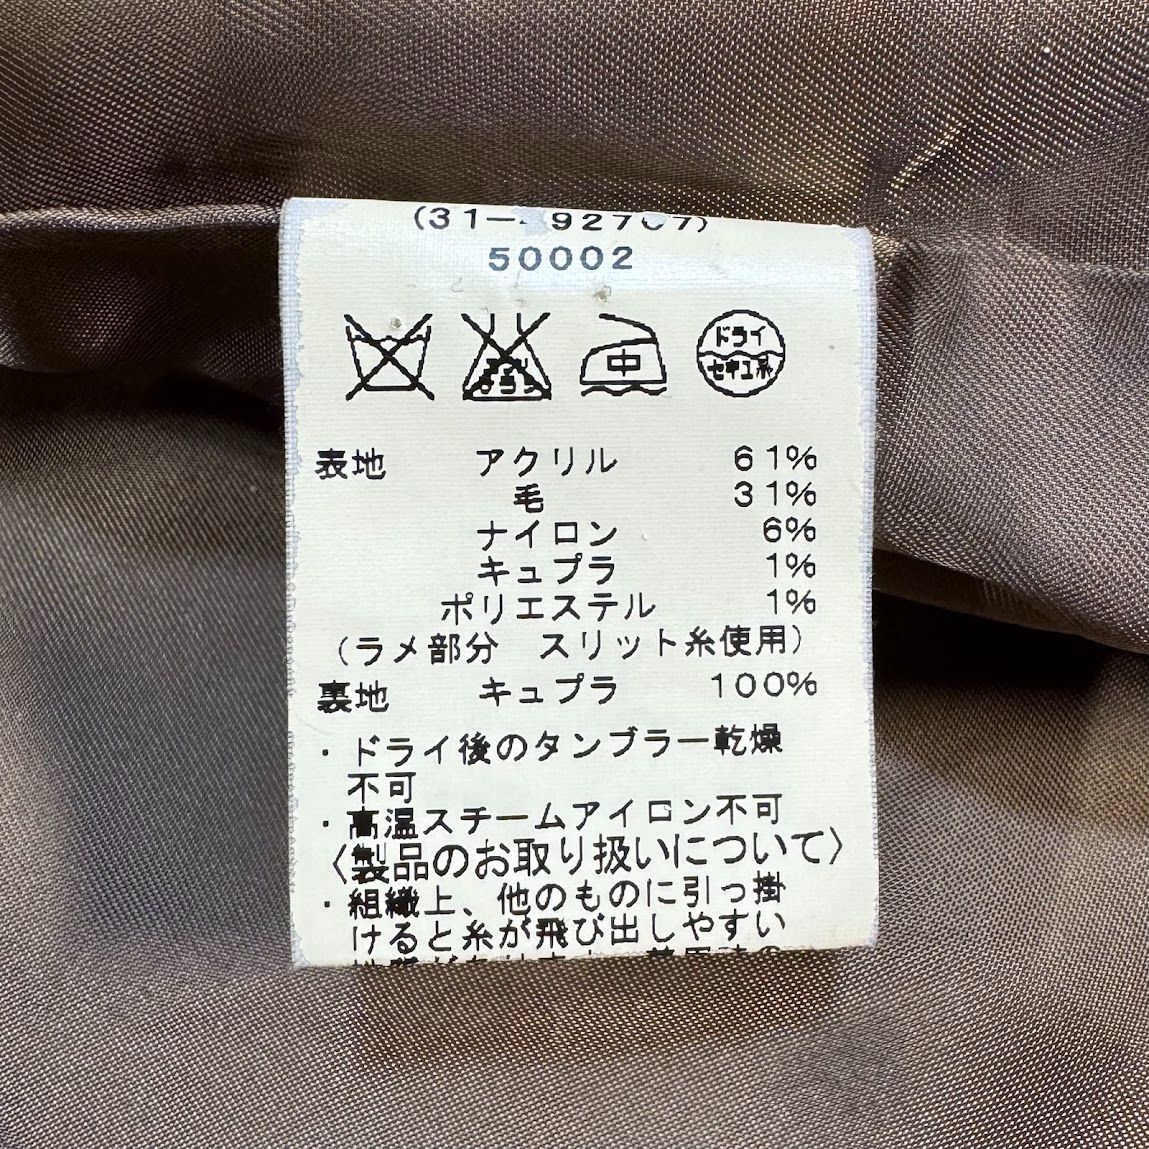 50002
中
ドライ
セキユ系
表地 アクリル 61%
毛 31%
ナイロン 6%
キュプラ 1%
ポリエステル 1%
(ラメ部分 スリット糸使用)
裏地 キュプラ 100%
・ドライ後のタンブラー乾燥
不可
・高温スチームアイロン不可
〈製品のお取り扱いについて〉
・組織上、他のものに引っ掛
けると糸が飛び出しやすい